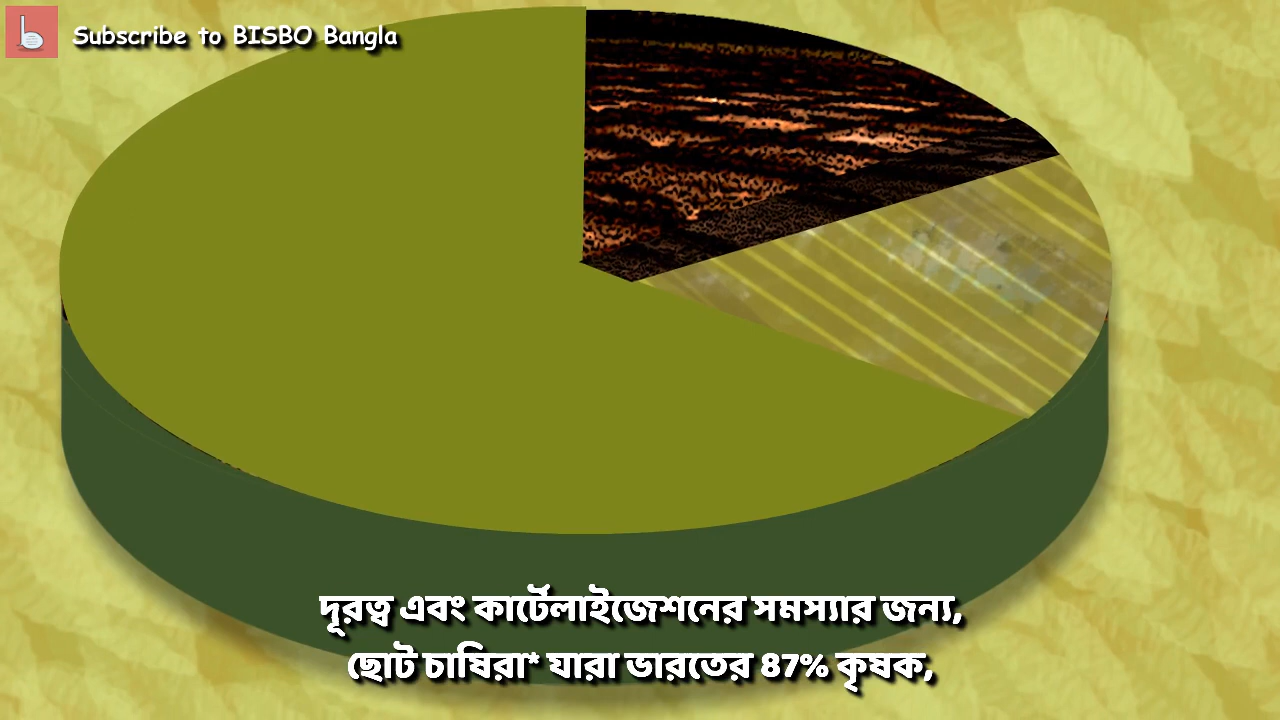 Subscribe to BISBO Bangla
দূরত্ব এবং কার্টেলাইজেশনের সমস্যার জন্য,
ছোট চাষিরা* যারা ভারতের 87% কৃষক,